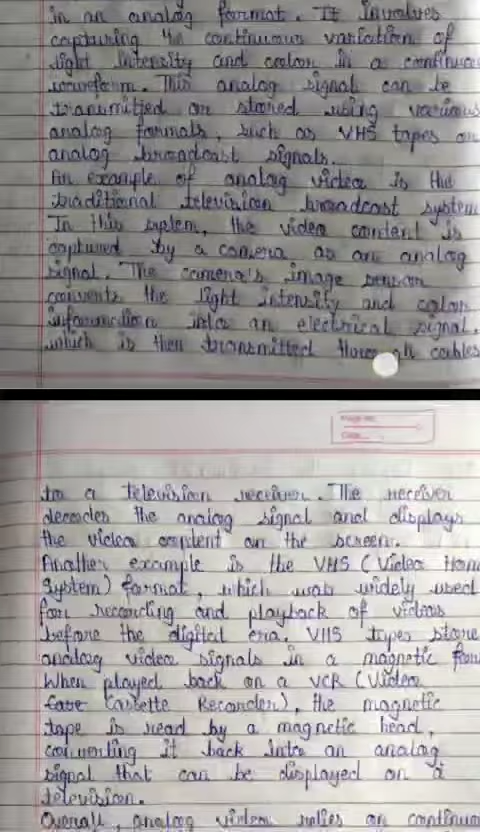 in an analog format. It involves
capturing the continuous variation of
light intensity and color in a continuou
waveform. This analog signal can be
transmitted or stored using various
analog formats, such as VHS tapes or
analog broadcast signals.
An example of analog video is the
traditional television broadcast system
In this system, the video content is
captured by a camera as an analog
signal. The camera's image sensor
converts the light intensity and color
information into an electrical signal,
which is then transmitted through cables
to a television receiver. The receiver
decodes the analog signal and displays
the video content on the screen.
Another example is the VHS (Video Home
System) format, which was widely used
for recording and playback of videos
before the digital era. VHS tapes store
analog video signals in a magnetic form
When played back on a VCR (Video
Cassette Recorder), the magnetic
tape is read by a magnetic head,
converting it back into an analog
signal that can be displayed on a
television.
Overall, analog video relies on continuou